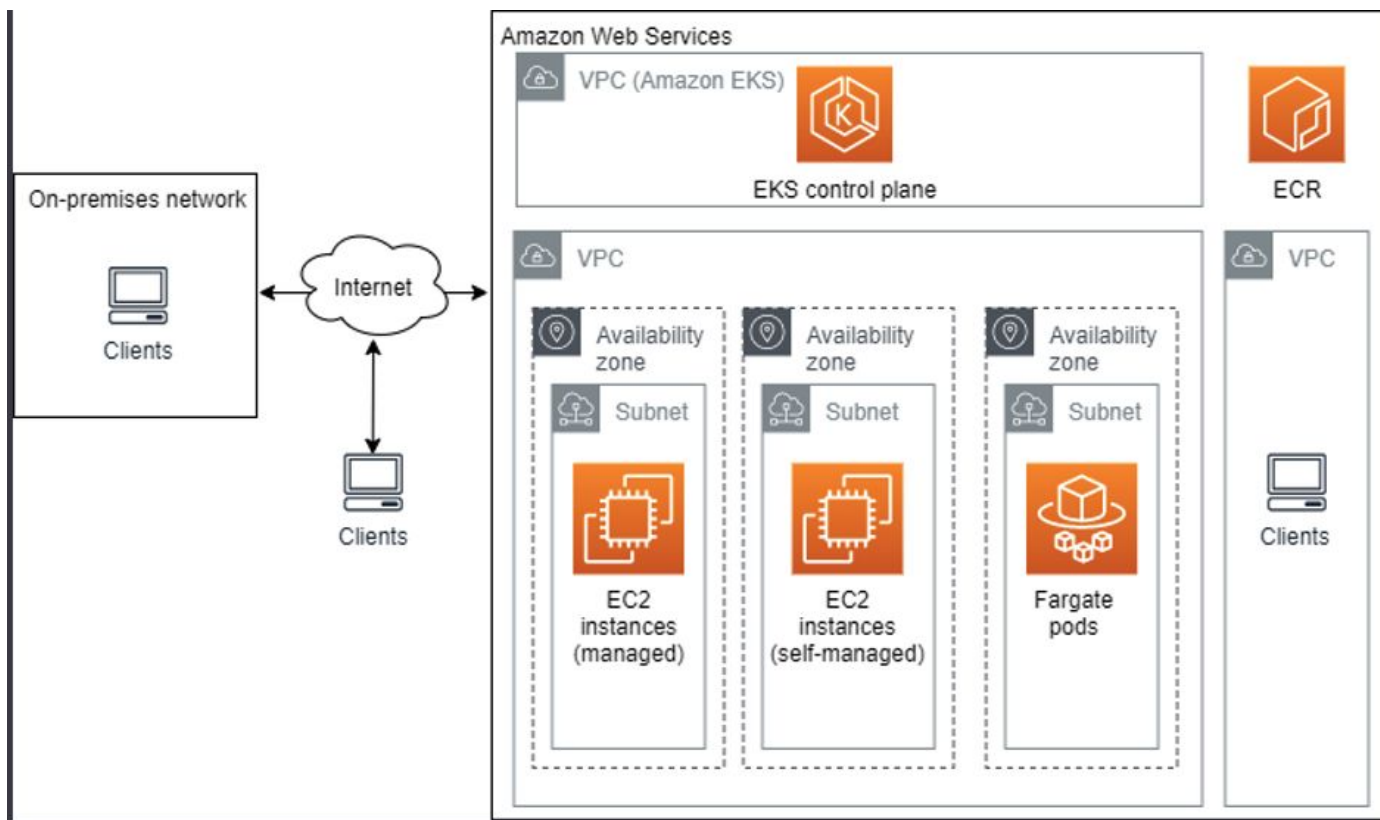 Amazon Web Services
VPC (Amazon EKS)
K
EKS control plane
ECR
On-premises network
Clients
Internet
Clients
VPC
Availability
zone
Subnet
EC2
instances
(managed)
Availability
zone
Subnet
EC2
instances
(self-managed)
Availability
zone
Subnet
Fargate
pods
VPC
Clients